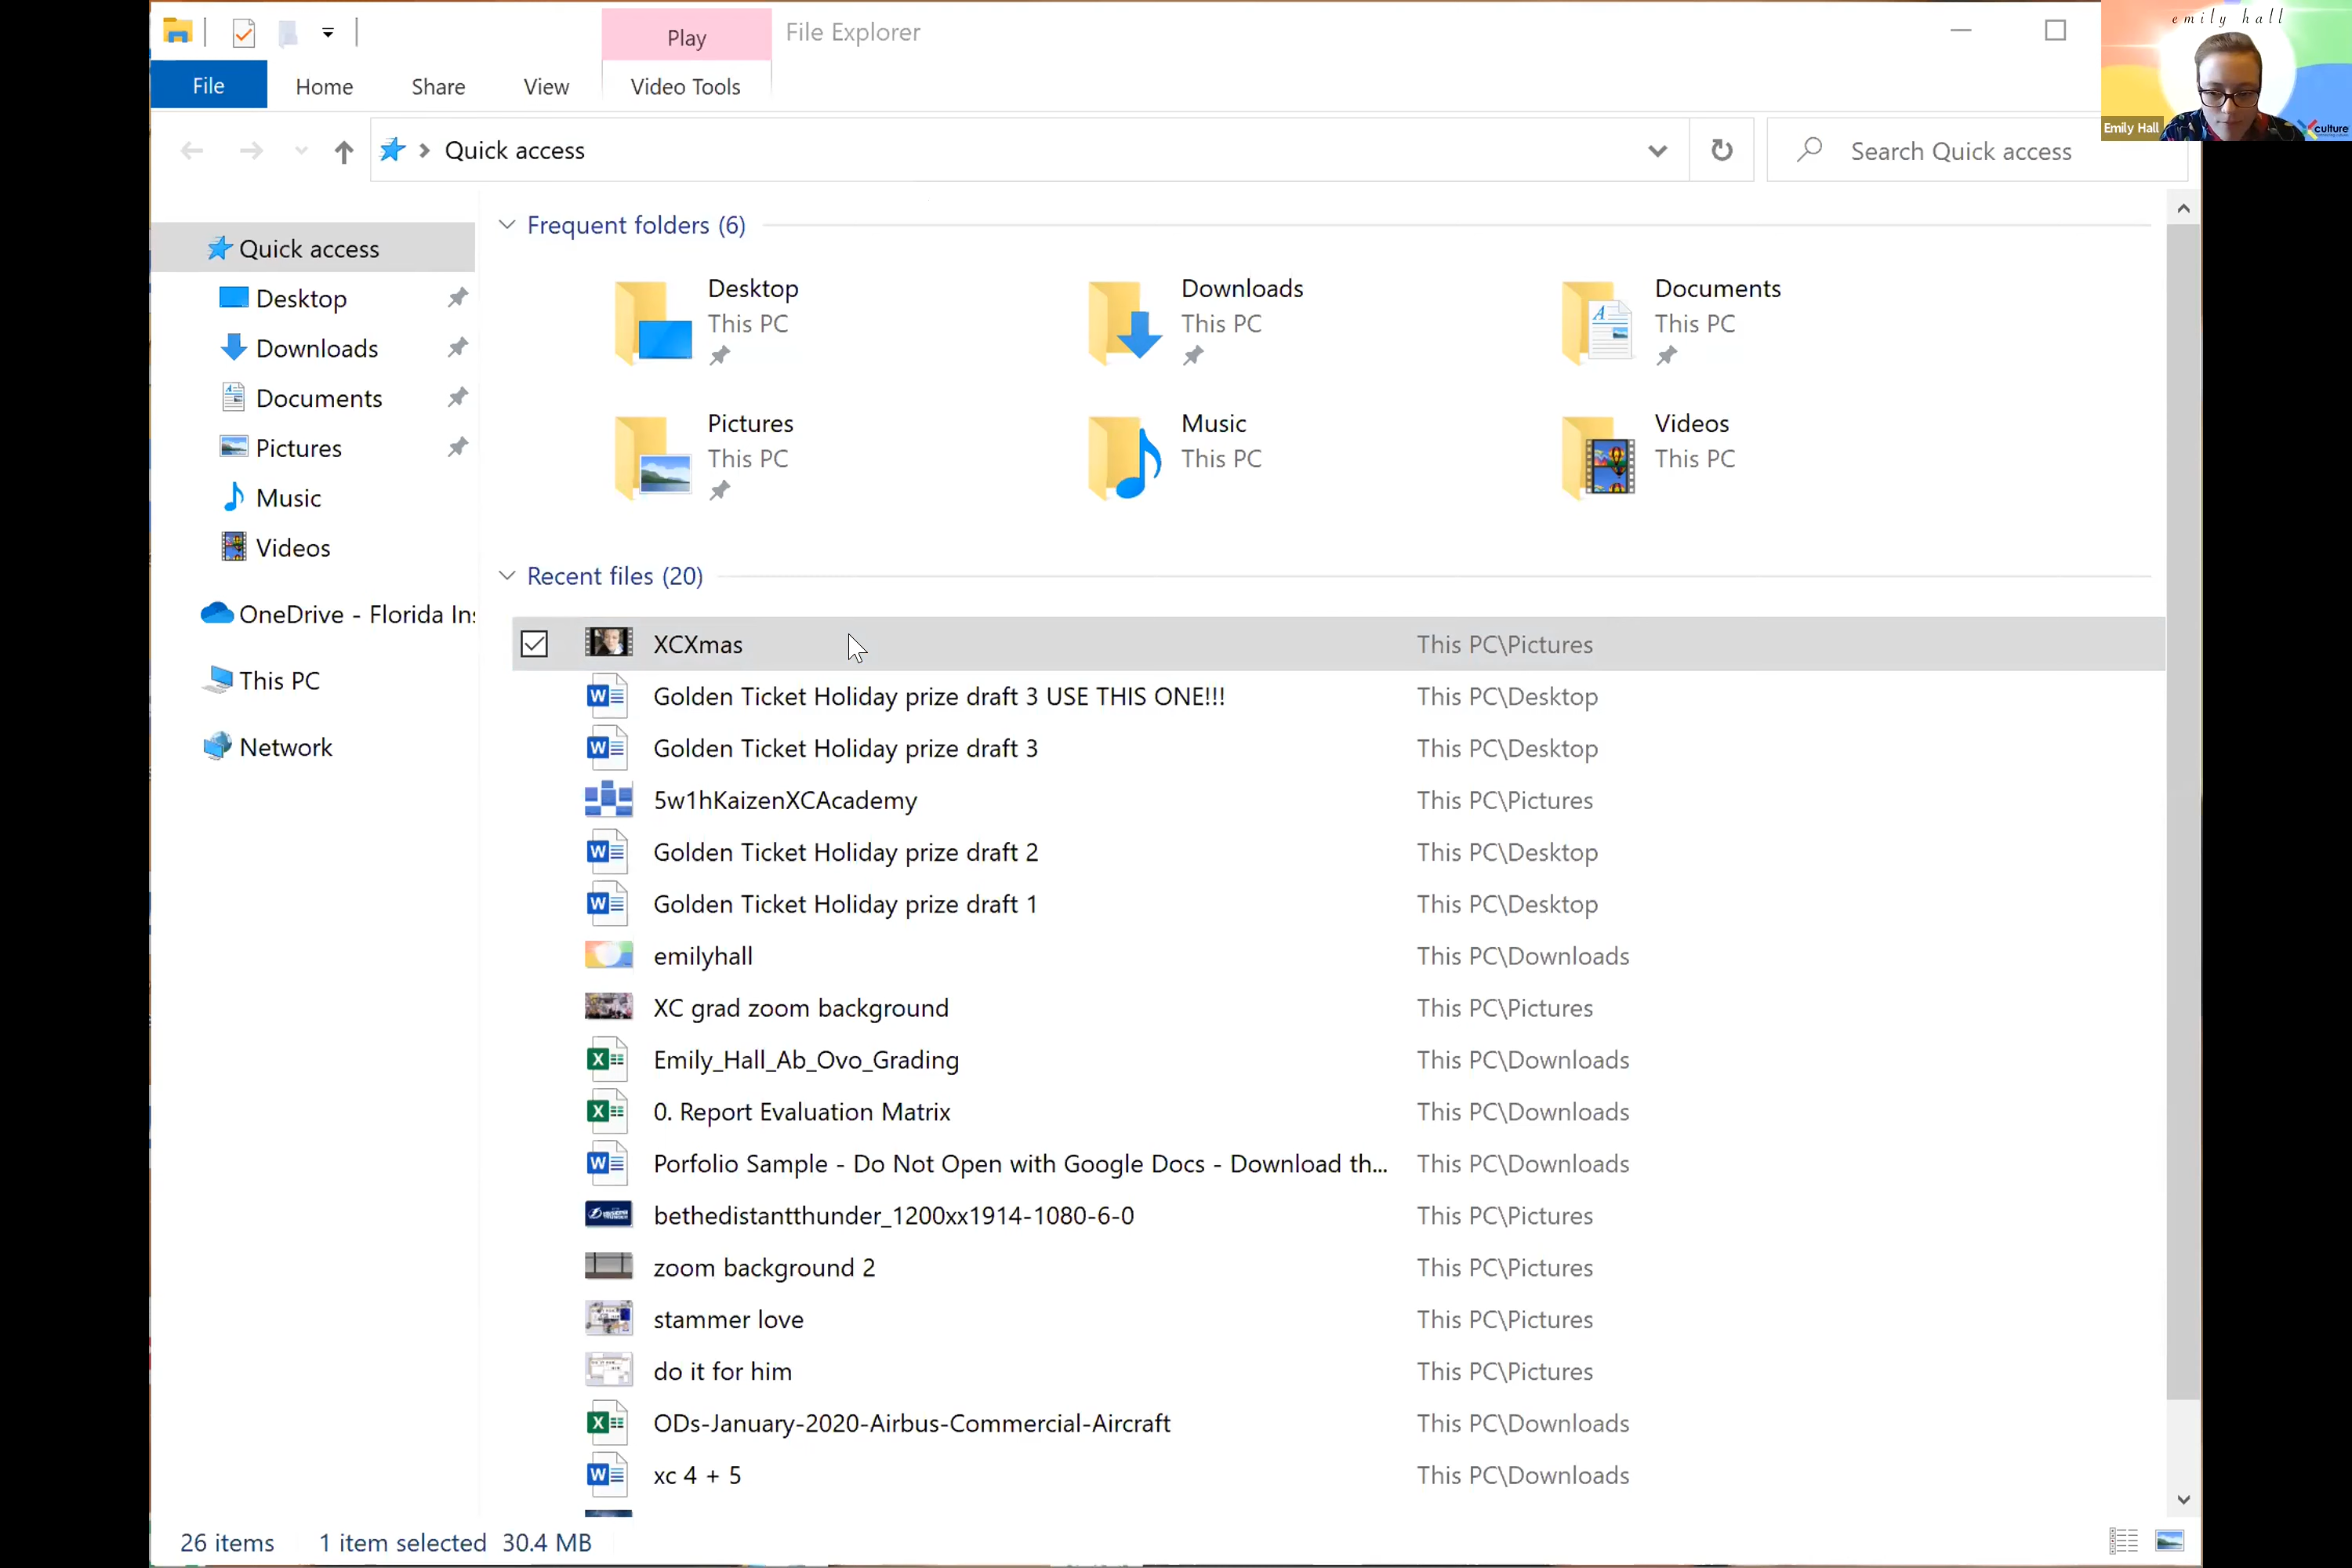 Play
File Explorer
emily hall
File
Home
Share
View
Video Tools
Emily Hall
culture
Quick access
Search Quick access
Quick access
Desktop
Downloads
Documents
Pictures
Music
Videos
OneDrive - Florida Ins
This PC
Network
Frequent folders (6)
Desktop
This PC
Downloads
This PC
Documents
This PC
Pictures
This PC
Music
This PC
Videos
This PC
Recent files (20)
XCXmas This PC\Pictures
Golden Ticket Holiday prize draft 3 USE THIS ONE!!! This PC\Desktop
Golden Ticket Holiday prize draft 3 This PC\Desktop
5w1hKaizenXCAcademy This PC\Pictures
Golden Ticket Holiday prize draft 2 This PC\Desktop
Golden Ticket Holiday prize draft 1 This PC\Desktop
emilyhall This PC\Downloads
XC grad zoom background This PC\Pictures
Emily_Hall_Ab_Ovo_Grading This PC\Downloads
0. Report Evaluation Matrix This PC\Downloads
Porfolio Sample - Do Not Open with Google Docs - Download th... This PC\Downloads
bethedistantthunder_1200xx1914-1080-6-0 This PC\Pictures
zoom background 2 This PC\Pictures
stammer love This PC\Pictures
do it for him This PC\Pictures
ODs-January-2020-Airbus-Commercial-Aircraft This PC\Downloads
xc 4 + 5 This PC\Downloads
26 items 1 item selected 30.4 MB